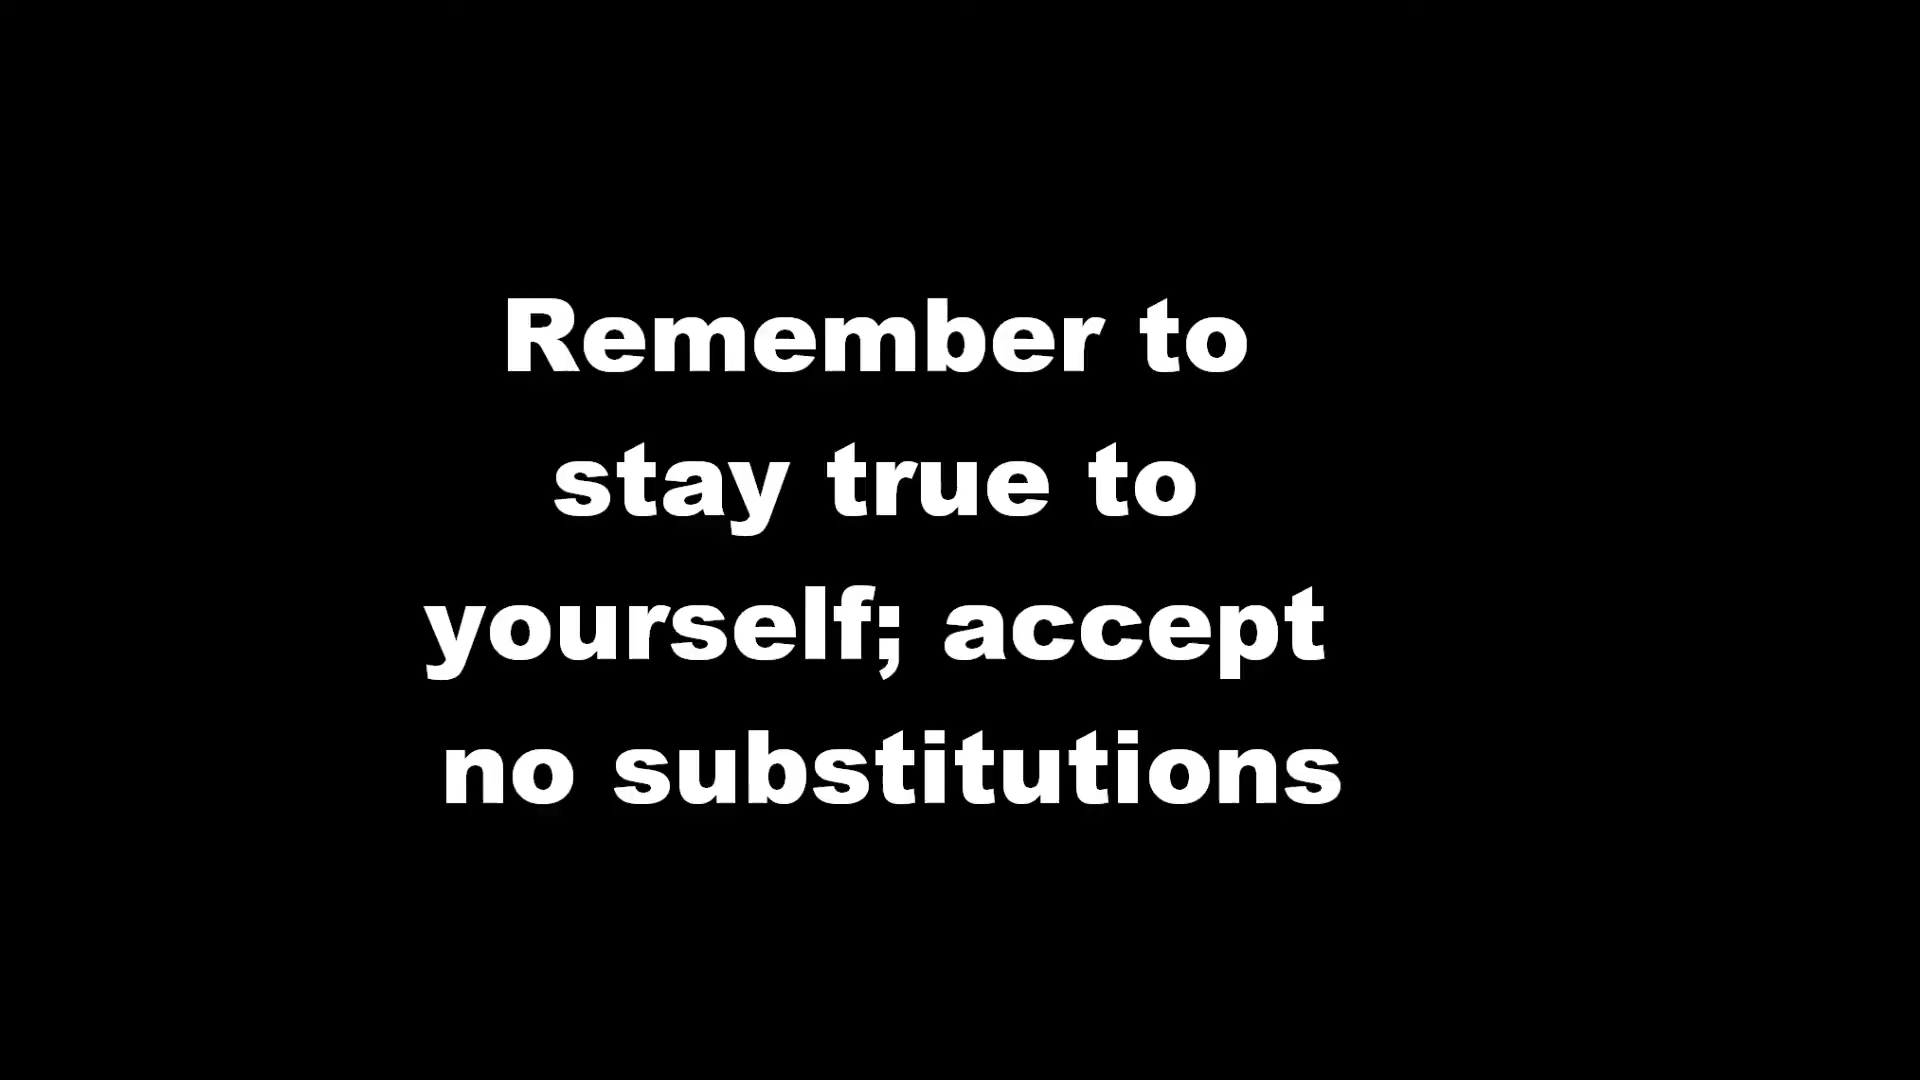 Remember to
stay true to
yourself; accept
no substitutions